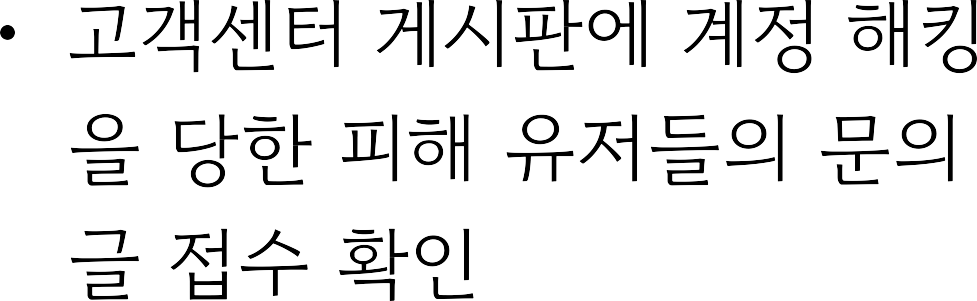 • 고객센터 게시판에 계정 해킹
을 당한 피해 유저들의 문의
글 접수 확인